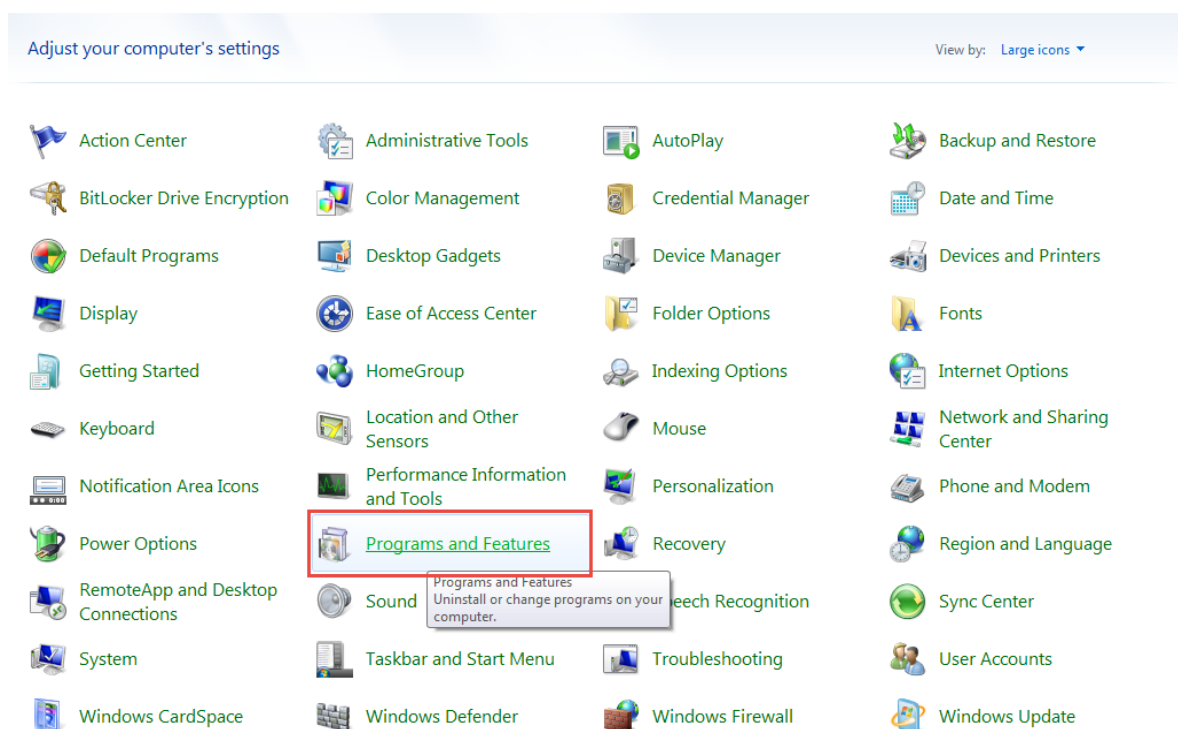 Adjust your computer's settings
View by: Large icons
Action Center
Administrative Tools
AutoPlay
Backup and Restore
BitLocker Drive Encryption
Color Management
Credential Manager
Date and Time
Default Programs
Desktop Gadgets
Device Manager
Devices and Printers
Display
Ease of Access Center
Folder Options
Fonts
Getting Started
HomeGroup
Indexing Options
Internet Options
Keyboard
Location and Other
Sensors
Mouse
Network and Sharing
Center
Notification Area Icons
Performance Information
and Tools
Personalization
Phone and Modem
Power Options
Programs and Features
Recovery
Region and Language
RemoteApp and Desktop
Connections
Sound
Programs and Features
Uninstall or change programs on your
computer.
peech Recognition
Sync Center
System
Taskbar and Start Menu
Troubleshooting
User Accounts
Windows CardSpace
Windows Defender
Windows Firewall
Windows Update